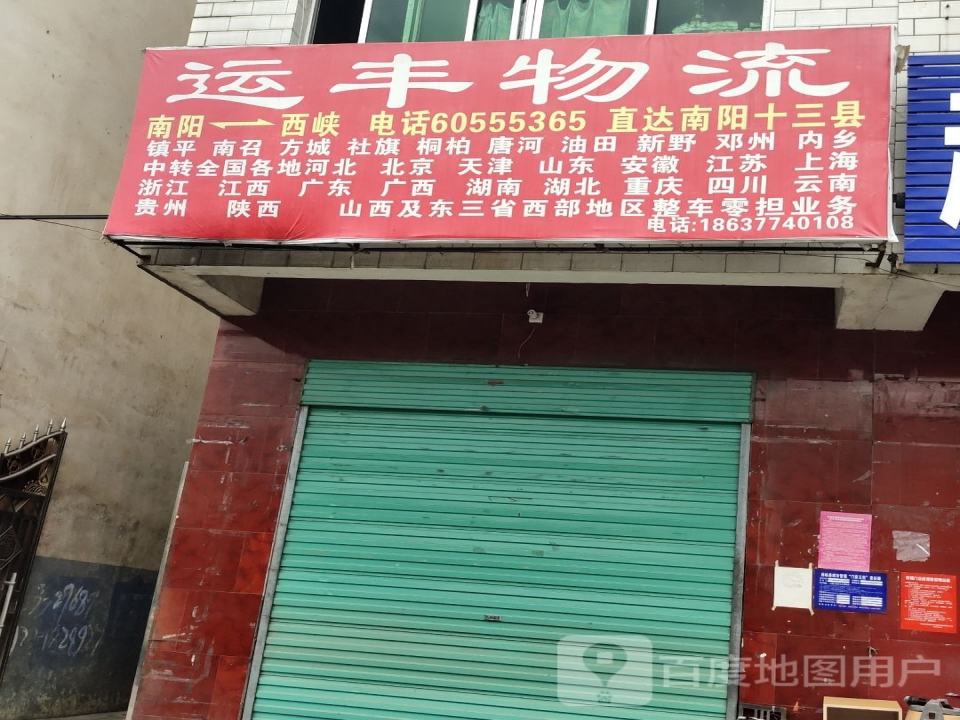 运丰物流
南阳⇌西峡 电话60555365 直达南阳十三县
镇平 南召 方城 社旗 桐柏 唐河 油田 新野 邓州 内乡
中转全国各地河北 北京 天津 山东 安徽 江苏 上海
浙江 江西 广东 广西 湖南 湖北 重庆 四川 云南
贵州 陕西 山西及东三省西部地区整车零担业务
电话:18637740108
百度地图用户